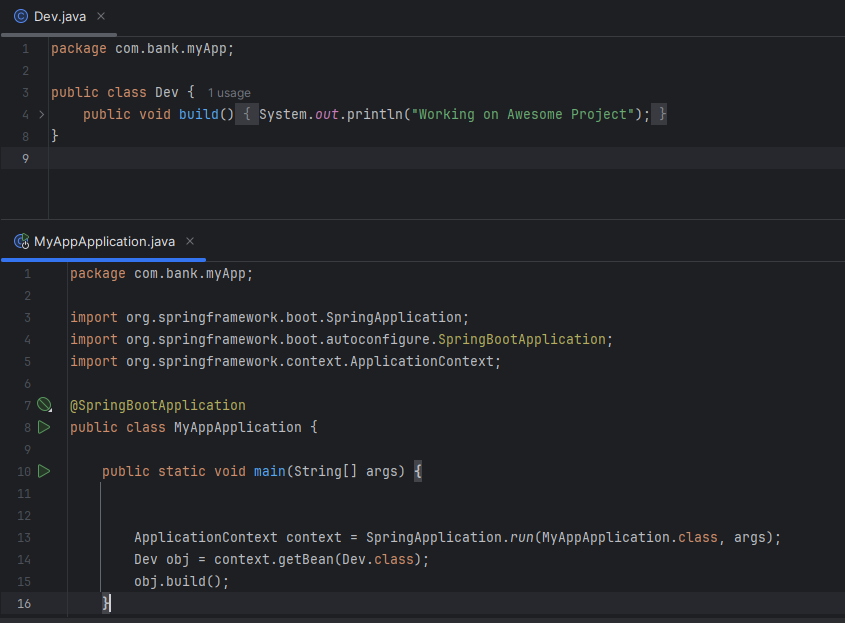 Dev.java ×
1 package com.bank.myApp;
2
3 public class Dev { 1 usage
4 public void build() { System.out.println("Working on Awesome Project"); }
8 }
9
MyAppApplication.java ×
1 package com.bank.myApp;
2
3 import org.springframework.boot.SpringApplication;
4 import org.springframework.boot.autoconfigure.SpringBootApplication;
5 import org.springframework.context.ApplicationContext;
6
7 @SpringBootApplication
8 public class MyAppApplication {
9
10 public static void main(String[] args) {
11
12
13 ApplicationContext context = SpringApplication.run(MyAppApplication.class, args);
14 Dev obj = context.getBean(Dev.class);
15 obj.build();
16 }